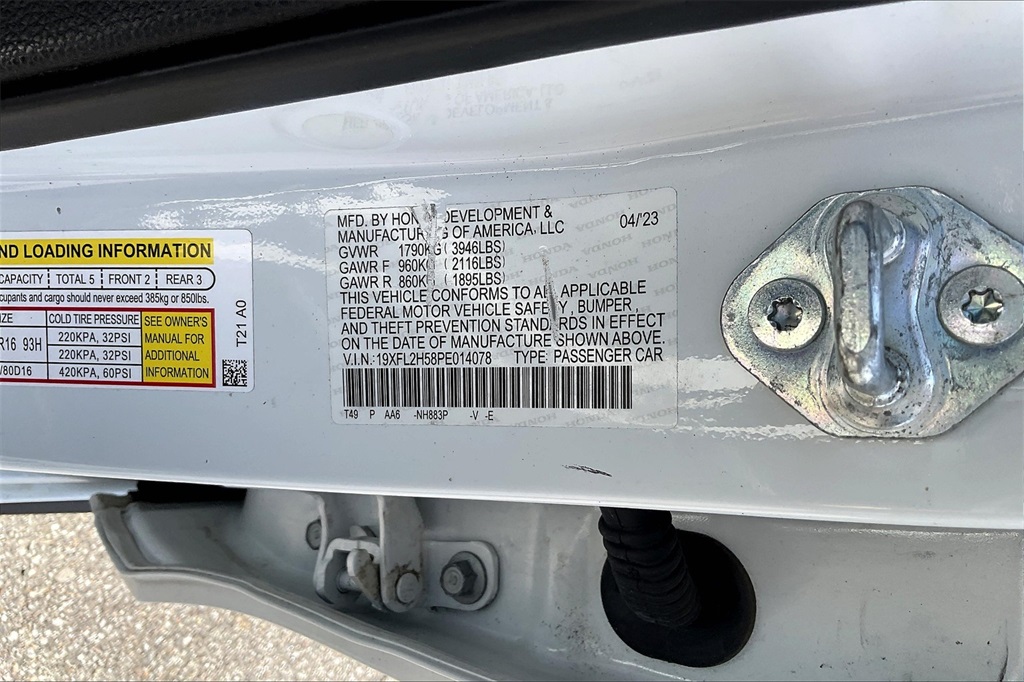 ND LOADING INFORMATION
CAPACITY TOTAL 5 FRONT 2 REAR 3
cupants and cargo should never exceed 385kg or 850lbs.
ZE COLD TIRE PRESSURE SEE OWNER'S
MANUAL FOR
ADDITIONAL
INFORMATION
R16 93H 220KPA, 32PSI
220KPA, 32PSI
/80D16 420KPA, 60PSI
T21 A0
MFD. BY HON DEVELOPMENT & 04/'23
MANUFACTURING OF AMERICA, LLC
GVWR 1790KG (3946LBS)
GAWR F 960KG (2116LBS)
GAWR R 860KG (1895LBS)
THIS VEHICLE CONFORMS TO ALL APPLICABLE
FEDERAL MOTOR VEHICLE SAFETY, BUMPER,
AND THEFT PREVENTION STANDARDS IN EFFECT
ON THE DATE OF MANUFACTURE SHOWN ABOVE.
V.I.N.: 19XFL2H58PE014078 TYPE: PASSENGER CAR
T49 P AA6 -NH883P -V -E